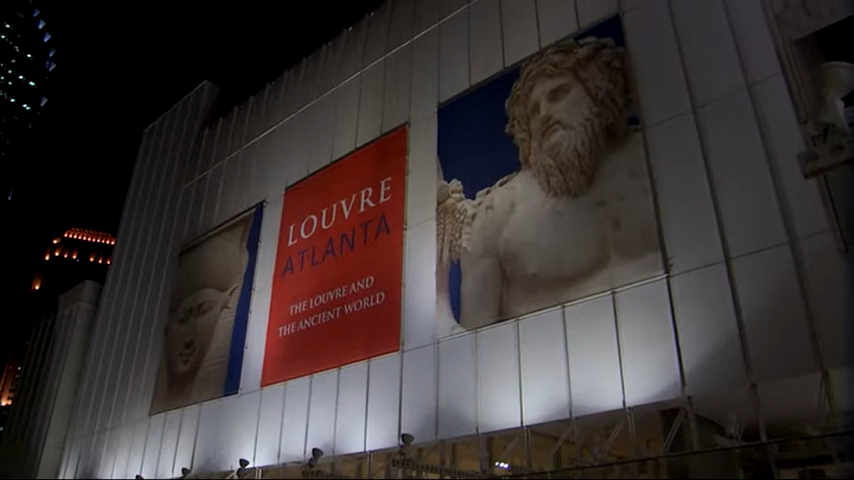 LOUVRE
ATLANTA
THE LOUVRE AND
THE ANCIENT WORLD